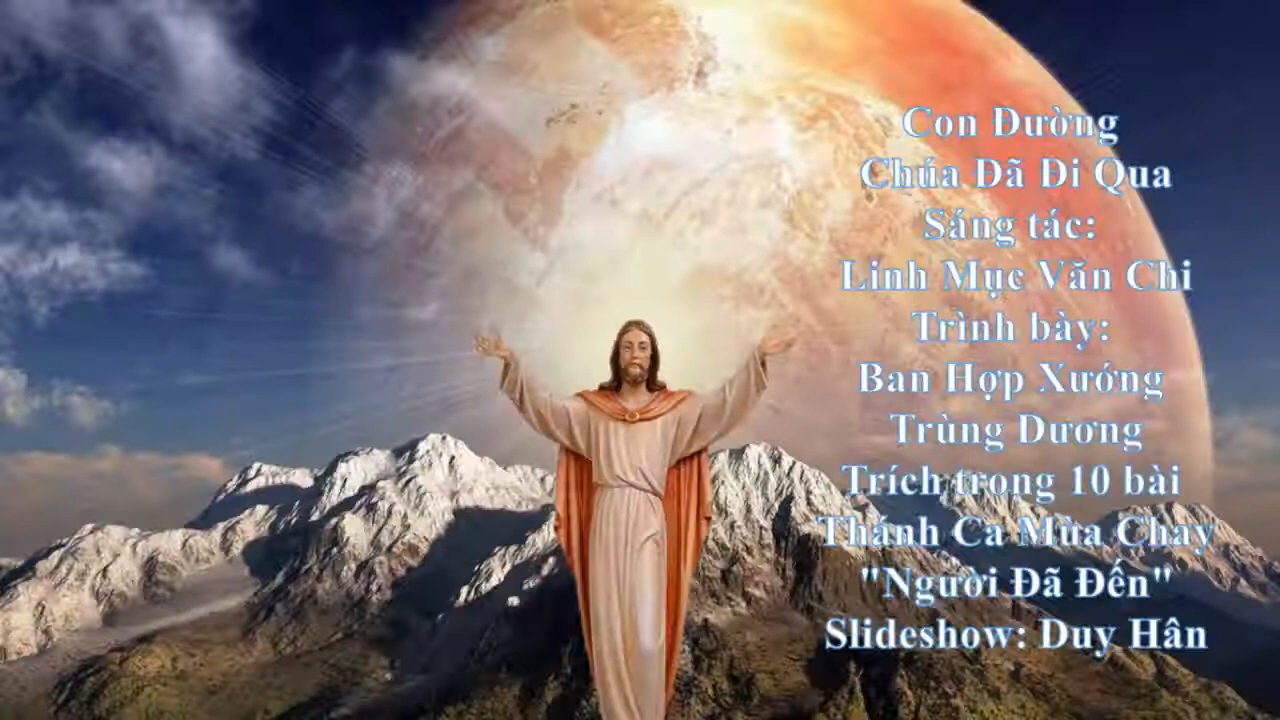 Con Đường
Chúa Đã Đi Qua
Sáng tác:
Linh Mục Văn Chi
Trình bày:
Ban Hợp Xướng
Trùng Dương
Trích trong 10 bài
Thánh Ca Mùa Chay
"Người Đã Đến"
Slideshow: Duy Hân